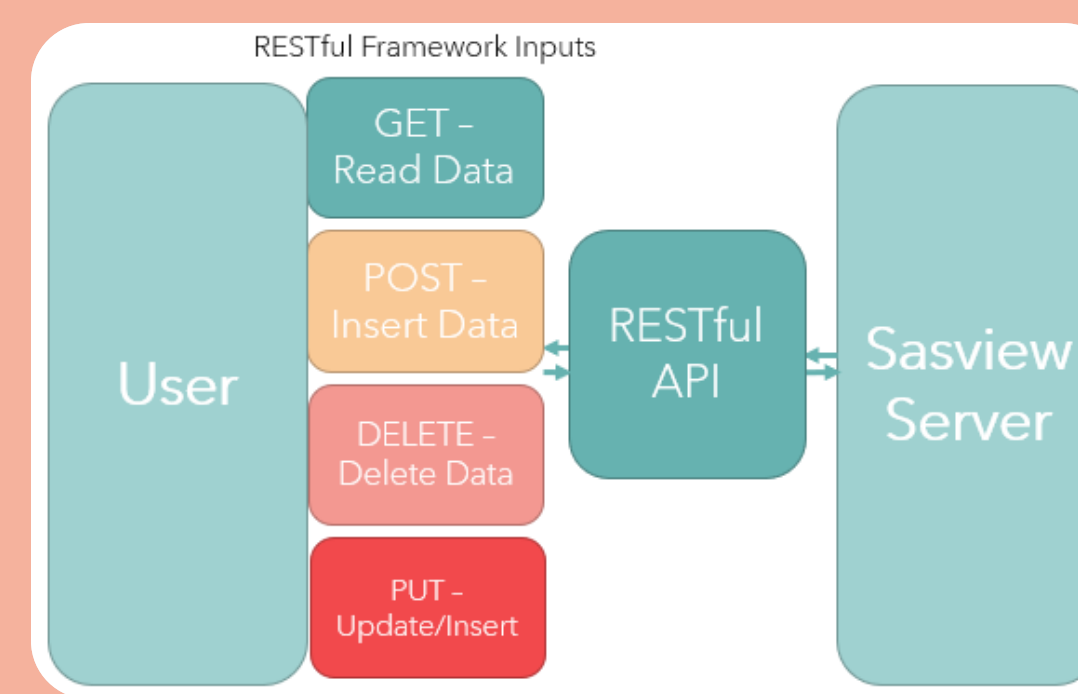 RESTful Framework Inputs
User
GET –
Read Data
POST –
Insert Data
DELETE –
Delete Data
PUT –
Update/Insert
RESTful
API
Sasview
Server